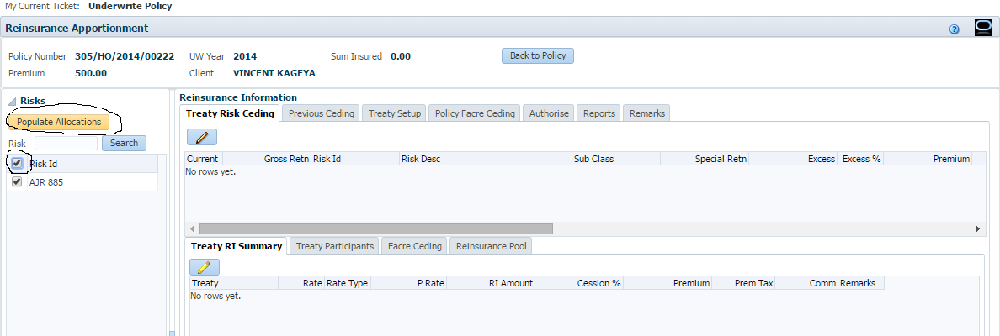 My Current Ticket: Underwrite Policy
Reinsurance Apportionment
?
Policy Number 305/HO/2014/00222 UW Year 2014 Sum Insured 0.00 Back to Policy
Premium 500.00 Client VINCENT KAGEYA
Risks
Populate Allocations
Risk Search
Risk Id
AJR 885
Reinsurance Information
Treaty Risk Ceding Previous Ceding Treaty Setup Policy Facre Ceding Authorise Reports Remarks
Current Gross Retn Risk Id Risk Desc Sub Class Special Retn Excess Excess % Premium
No rows yet.
Treaty RI Summary Treaty Participants Facre Ceding Reinsurance Pool
Treaty Rate Rate Type P Rate RI Amount Cession % Premium Prem Tax Comm Remarks
No rows yet.